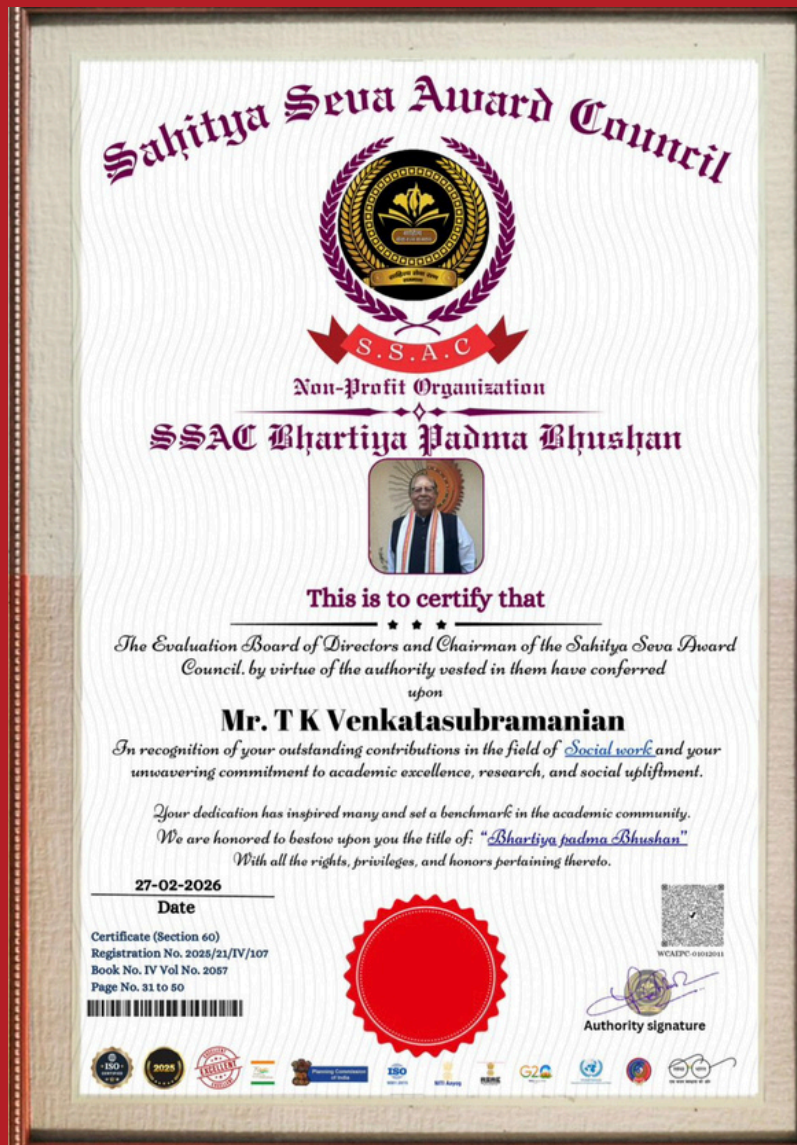 Sahitya Seva Award Council
S.S.A.C
Non-Profit Organization
SSAC Bhartiya Padma Bhushan
This is to certify that
The Evaluation Board of Directors and Chairman of the Sahitya Seva Award
Council. by virtue of the authority vested in them have conferred
upon
Mr. T K Venkatasubramanian
In recognition of your outstanding contributions in the field of Social work and your
unwavering commitment to academic excellence, research, and social upliftment.
Your dedication has inspired many and set a benchmark in the academic community.
We are honored to bestow upon you the title of: “Bhartiya padma Bhushan”
With all the rights, privileges, and honors pertaining thereto.
27-02-2026
Date
Certificate (Section 60)
Registration No. 2025/21/IV/107
Book No. IV Vol No. 2057
Page No. 31 to 50
WCAEPC-01012011
Authority signature
ISO
CERTIFIED
2025
EXCELLENT
Planning Commission
of India
ISO
NITI Aayog
G20